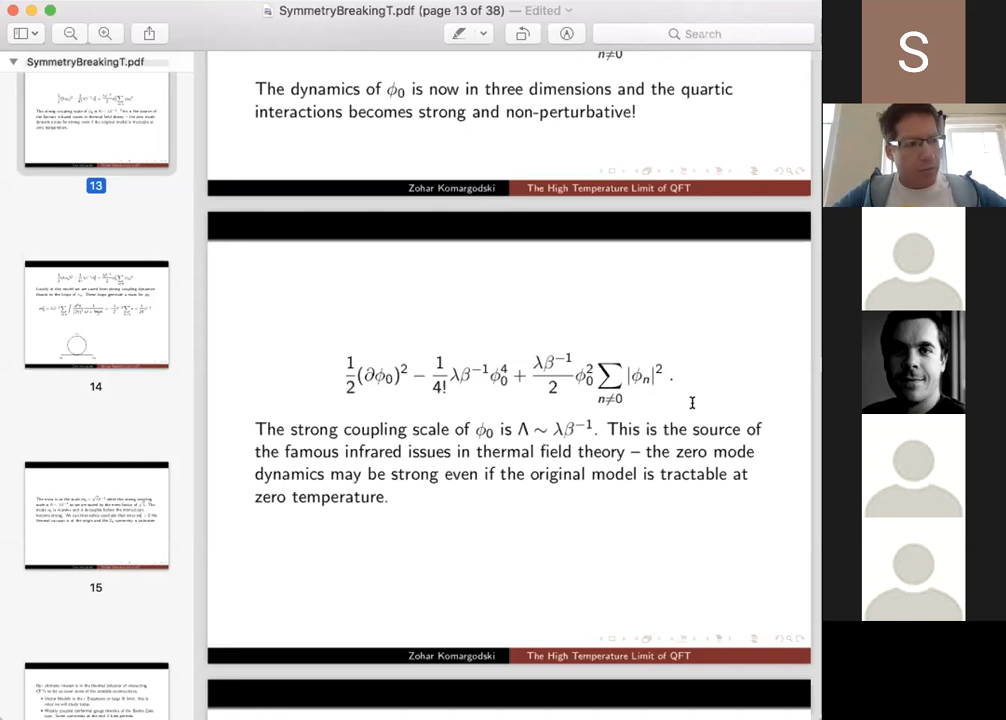 SymmetryBreakingT.pdf (page 13 of 38) — Edited
Search
SymmetryBreakingT.pdf
13
14
15
n≠0
The dynamics of ϕ₀ is now in three dimensions and the quartic
interactions becomes strong and non-perturbative!
Zohar Komargodski The High Temperature Limit of QFT
1/2(∂ϕ₀)² − 1/4! λβ⁻¹ϕ₀⁴ + λβ⁻¹/2 ϕ₀² ∑ n≠0 |ϕₙ|² .
The strong coupling scale of ϕ₀ is Λ ∼ λβ⁻¹. This is the source of
the famous infrared issues in thermal field theory – the zero mode
dynamics may be strong even if the original model is tractable at
zero temperature.
Zohar Komargodski The High Temperature Limit of QFT
S